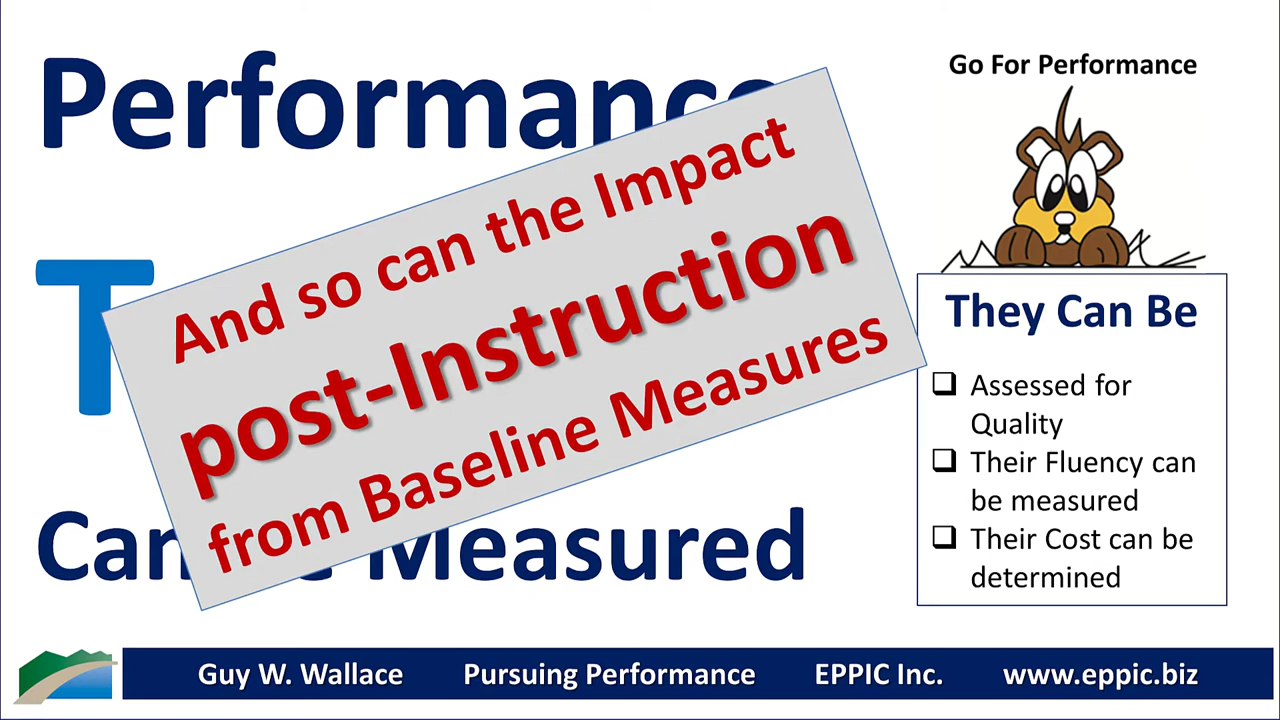 Performance
T
Measured
And so can the Impact
post-Instruction
from Baseline Measures
Go For Performance
They Can Be
❑ Assessed for
Quality
❑ Their Fluency can
be measured
❑ Their Cost can be
determined
Guy W. Wallace Pursuing Performance EPPIC Inc. www.eppic.biz